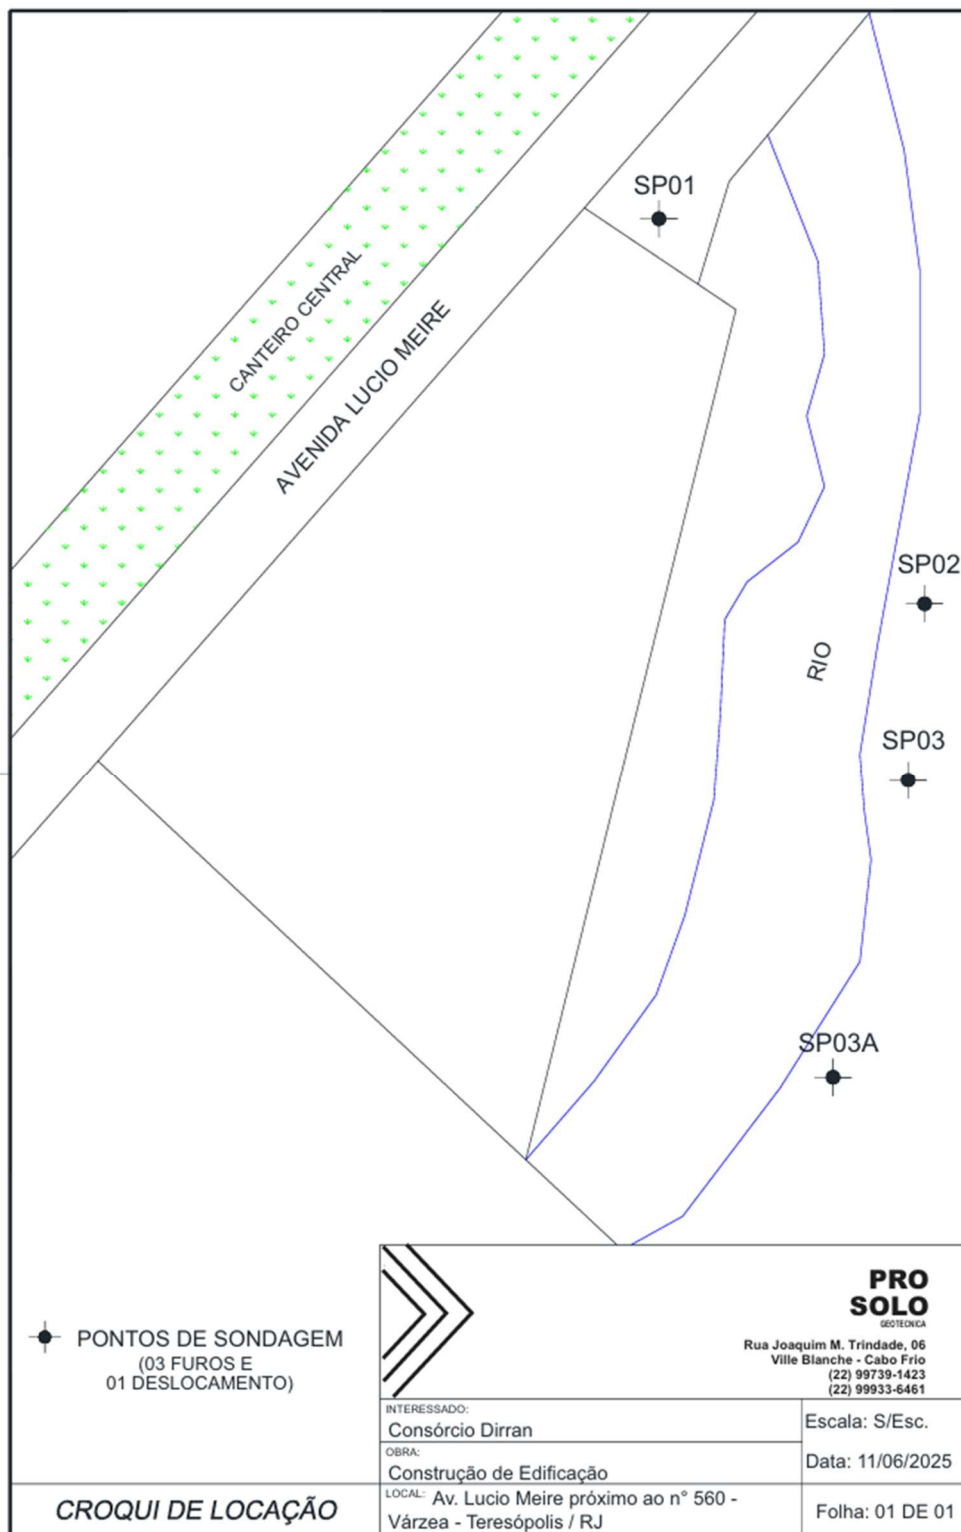 SP01
CANTEIRO CENTRAL
AVENIDA LUCIO MEIRE
SP02
RIO
SP03
SP03A
PONTOS DE SONDAGEM
(03 FUROS E
01 DESLOCAMENTO)
PRO
SOLO
GEOTECNICA
Rua Joaquim M. Trindade, 06
Ville Blanche - Cabo Frio
(22) 99739-1423
(22) 99933-6461
INTERESSADO:
Consórcio Dirran
Escala: S/Esc.
OBRA:
Construção de Edificação
Data: 11/06/2025
CROQUI DE LOCAÇÃO
LOCAL: Av. Lucio Meire próximo ao n° 560 -
Várzea - Teresópolis / RJ
Folha: 01 DE 01